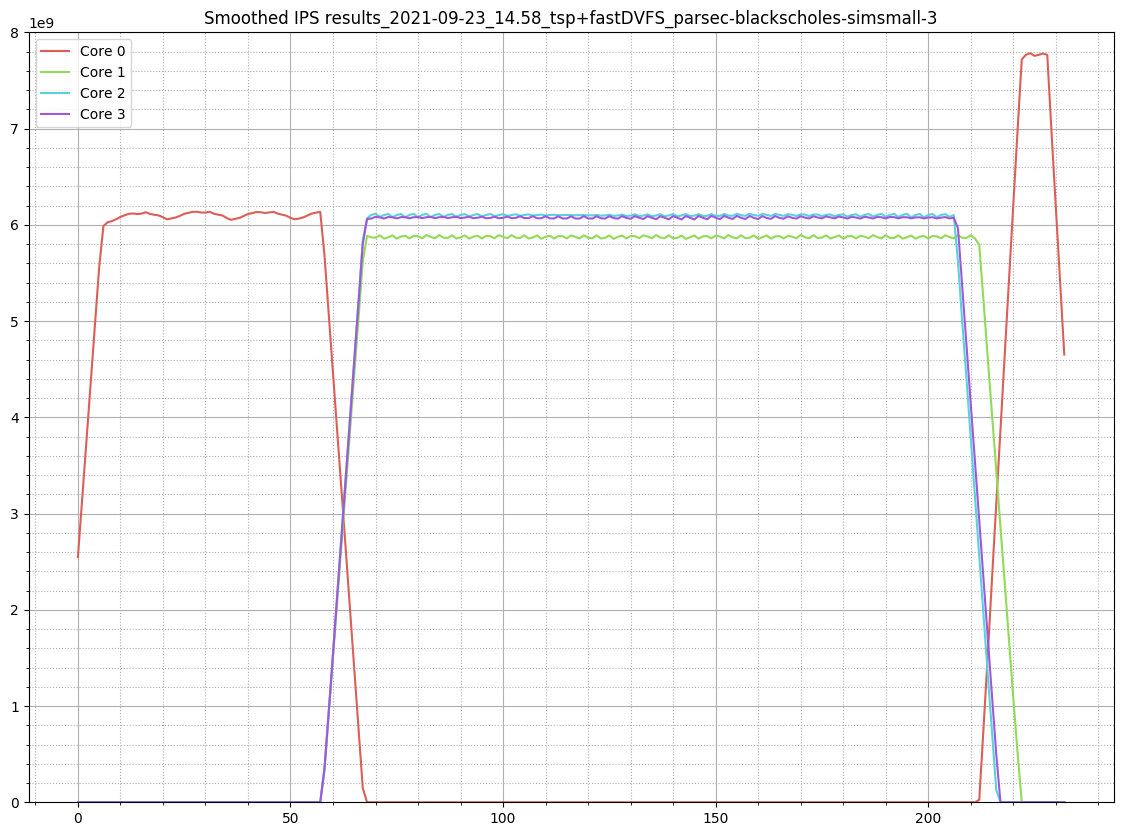 Smoothed IPS results_2021-09-23_14.58_tsp+fastDVFS_parsec-blackscholes-simsmall-3
1e9
Core 0
Core 1
Core 2
Core 3
8
7
6
5
4
3
2
1
0
0 50 100 150 200